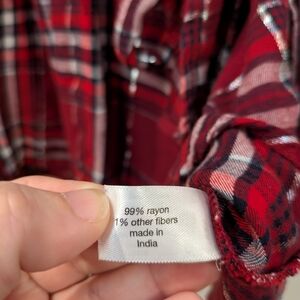 99% rayon
1% other fibers
made in
India